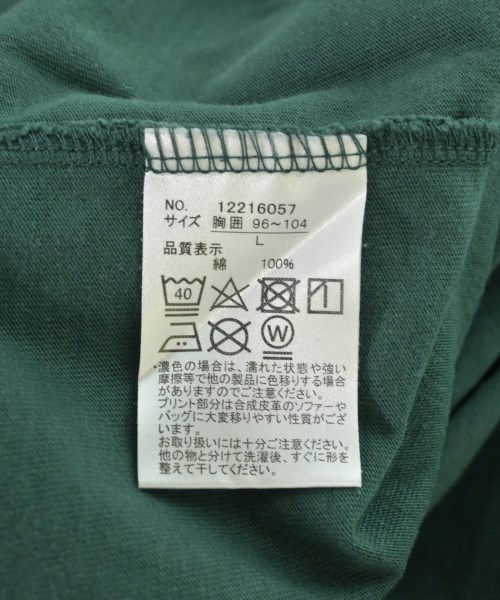 NO. 12216057
サイズ 胸囲 96～104
L
品質表示
綿 100%
40
W
・濃色の場合は、濡れた状態や強い
摩擦等で他の製品に色移りする場合
がありますのでご注意ください。
プリント部分は合成皮革のソファーや
バッグに大変移りやすい性質がござ
います。
お取り扱いには十分ご注意ください。
他の物と分けて洗濯後、すぐに形を
整えて干してください。